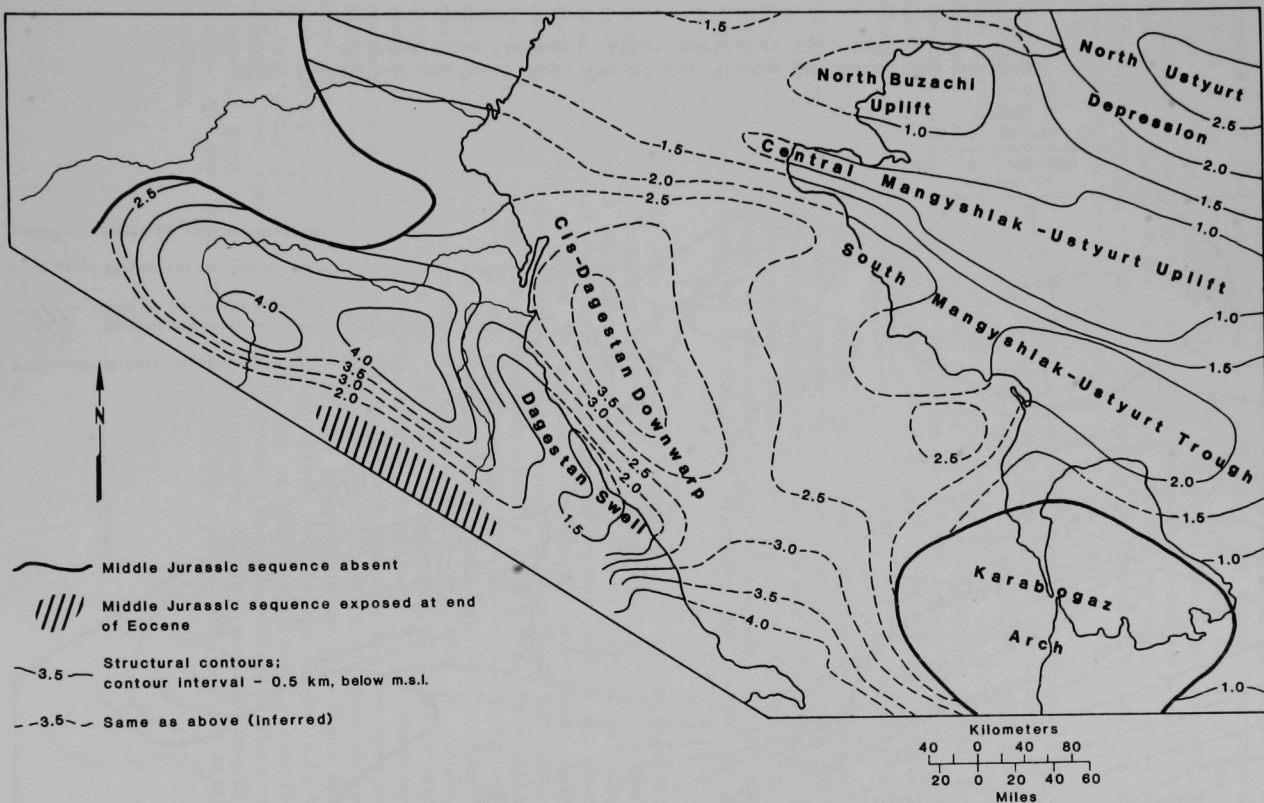 1.5
North Ustyurt
Depression
2.5
2.0
1.5
1.0
North Buzachi
Uplift
1.0
Central Mangyshlak - Ustyurt Uplift
1.0
1.5
1.5
2.0
2.5
2.5
Cis-Dagestan Downwarp
3.5
3.0
2.5
2.0
South Mangyshlak-Ustyurt Trough
2.0
1.5
1.0
4.0
4.0
3.5
3.0
2.0
Dagestan Swell
1.5
2.5
2.5
3.0
3.5
4.0
Karabogaz
Arch
1.0
N
Middle Jurassic sequence absent
Middle Jurassic sequence exposed at end
of Eocene
3.5 Structural contours;
contour interval - 0.5 km, below m.s.l.
3.5 Same as above (inferred)
Kilometers
40 0 40 80
20 0 20 40 60
Miles